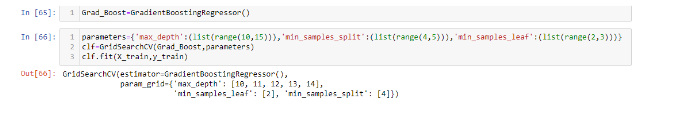 In [65]: 1 Grad_Boost=GradientBoostingRegressor()
In [66]: 1 parameters={'max_depth':(list(range(10,15))),'min_samples_split':(list(range(4,5))),'min_samples_leaf':(list(range(2,3)))}
2 clf=GridSearchCV(Grad_Boost,parameters)
3 clf.fit(X_train,y_train)
Out[66]: GridSearchCV(estimator=GradientBoostingRegressor(),
param_grid={'max_depth': [10, 11, 12, 13, 14],
'min_samples_leaf': [2], 'min_samples_split': [4]})